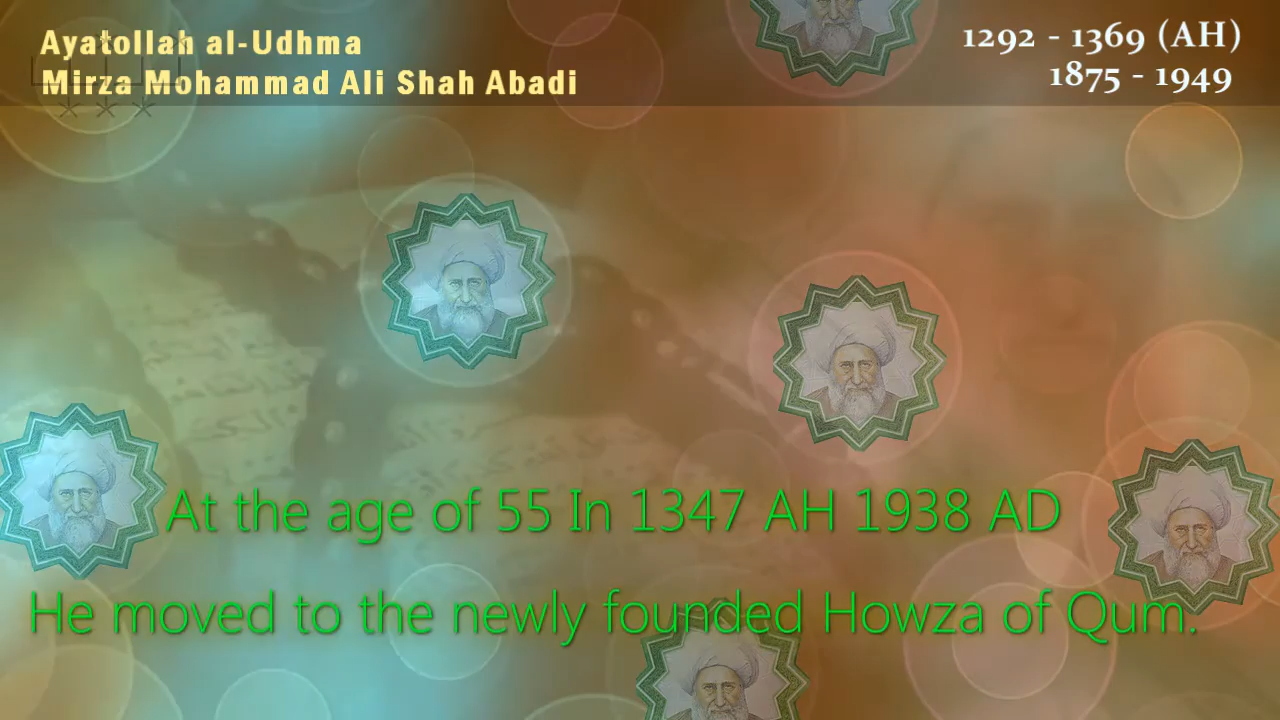 Ayatollah al-Udhma
Mirza Mohammad Ali Shah Abadi
1292 - 1369 (AH)
1875 - 1949
At the age of 55 In 1347 AH 1938 AD
He moved to the newly founded Howza of Qum.